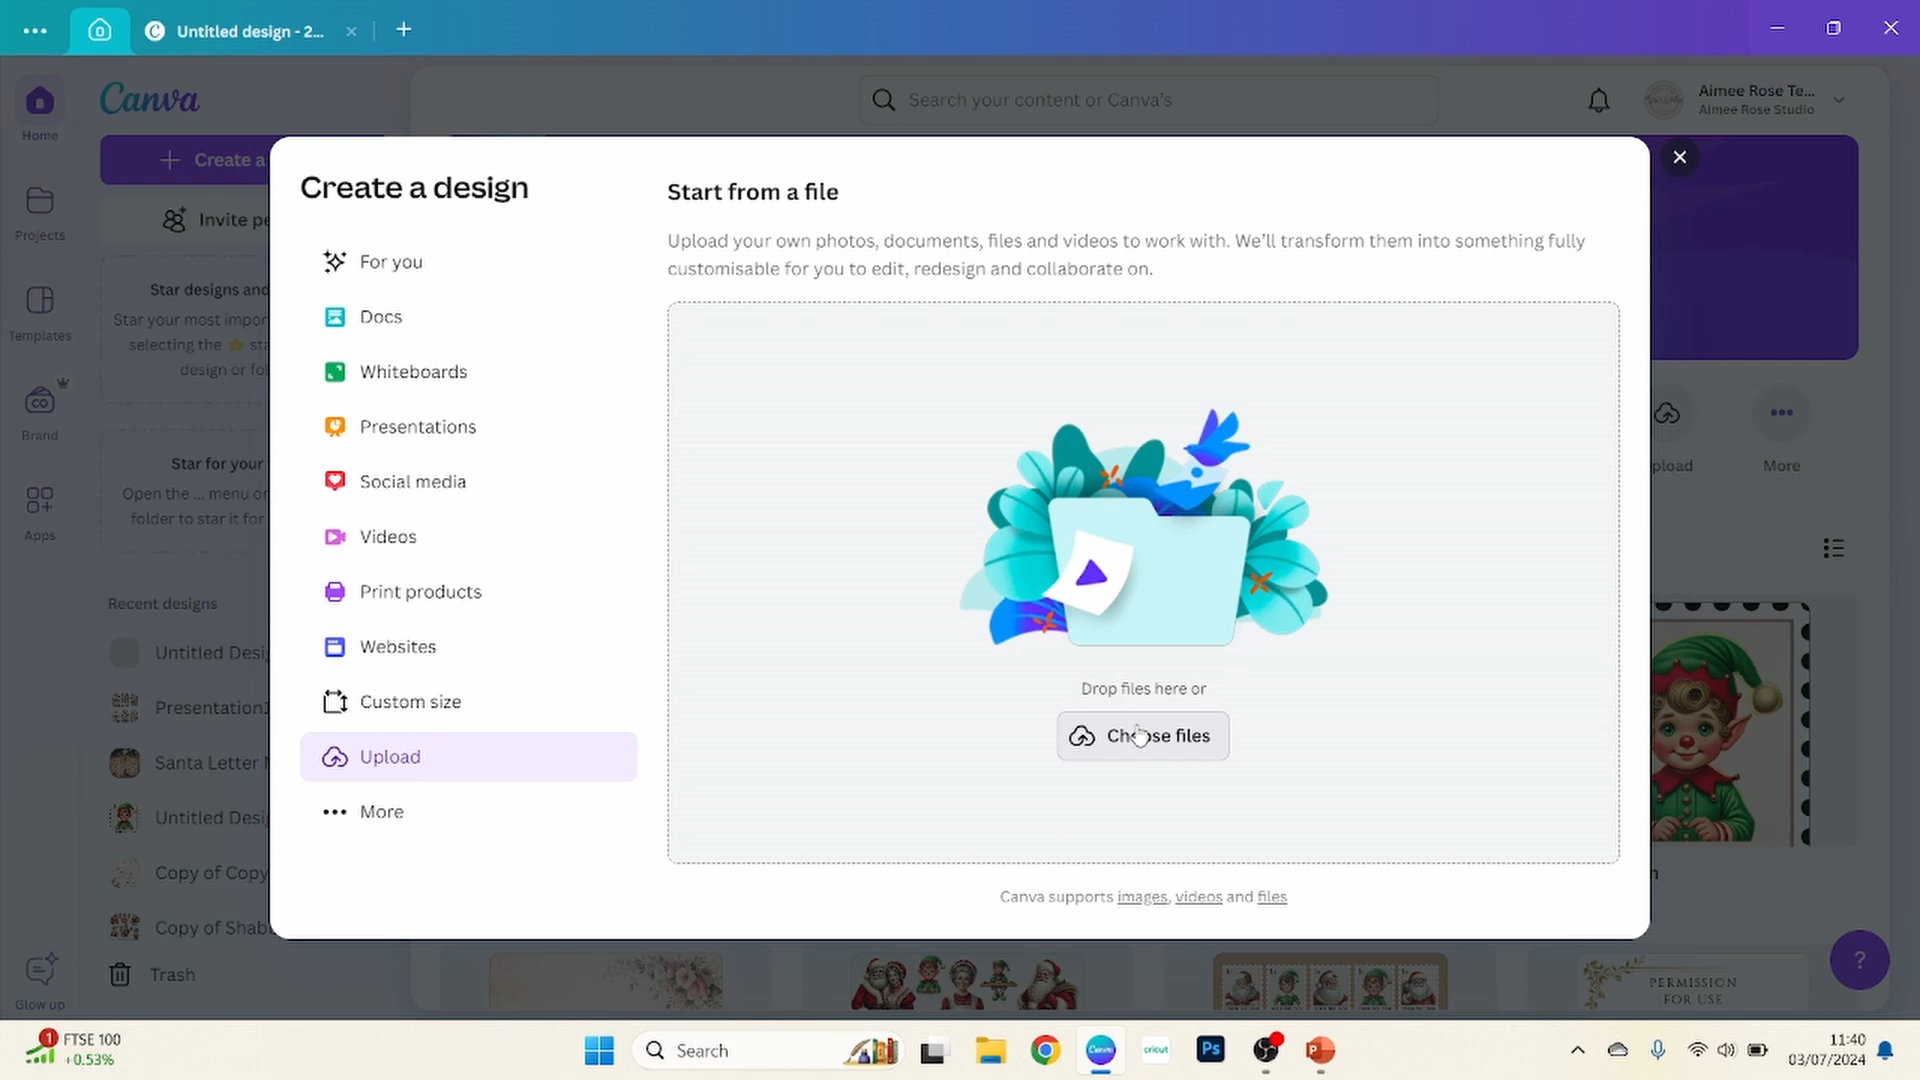 Untitled design - 2...
Canva
Search your content or Canva's
Aimee Rose Te...
Aimee Rose Studio
Home
Projects
Templates
Brand
Apps
Glow up
Create a
Invite pe
Star designs and
Star your most impor
selecting the ⭐ sta
design or fol
Star for your
Open the ... menu or
folder to star it for
Recent designs
Untitled Desi
Presentation
Santa Letter
Untitled Desi
Copy of Copy
Copy of Shab
Trash
Create a design
For you
Docs
Whiteboards
Presentations
Social media
Videos
Print products
Websites
Custom size
Upload
More
Start from a file
Upload your own photos, documents, files and videos to work with. We'll transform them into something fully
customisable for you to edit, redesign and collaborate on.
Drop files here or
Choose files
Canva supports images, videos and files
pload
More
n
PERMISSION
FOR USE
?
1
FTSE 100
+0.53%
Search
Canva
cricut
Ps
P
11:40
03/07/2024